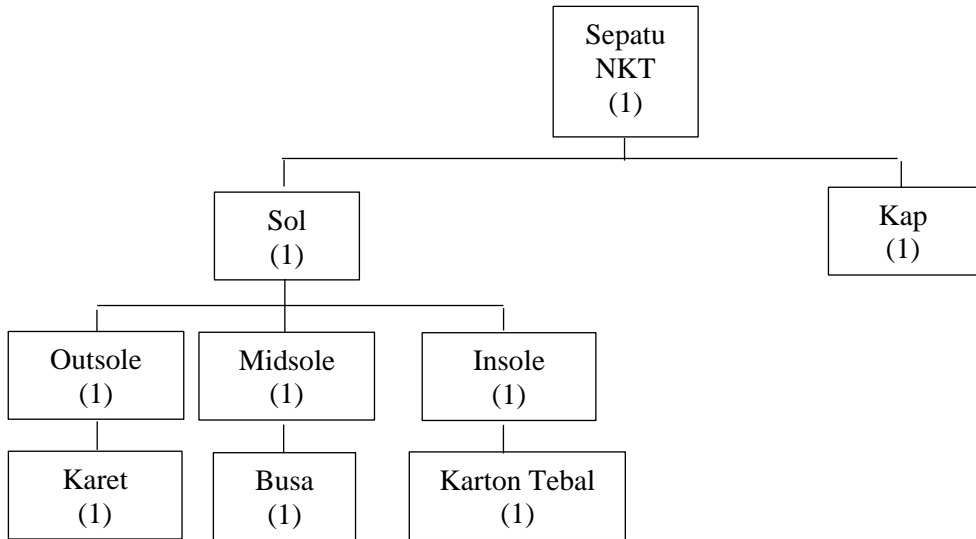 Sepatu
NKT
(1)
Sol
(1)
Kap
(1)
Outsole
(1)
Midsole
(1)
Insole
(1)
Karet
(1)
Busa
(1)
Karton Tebal
(1)